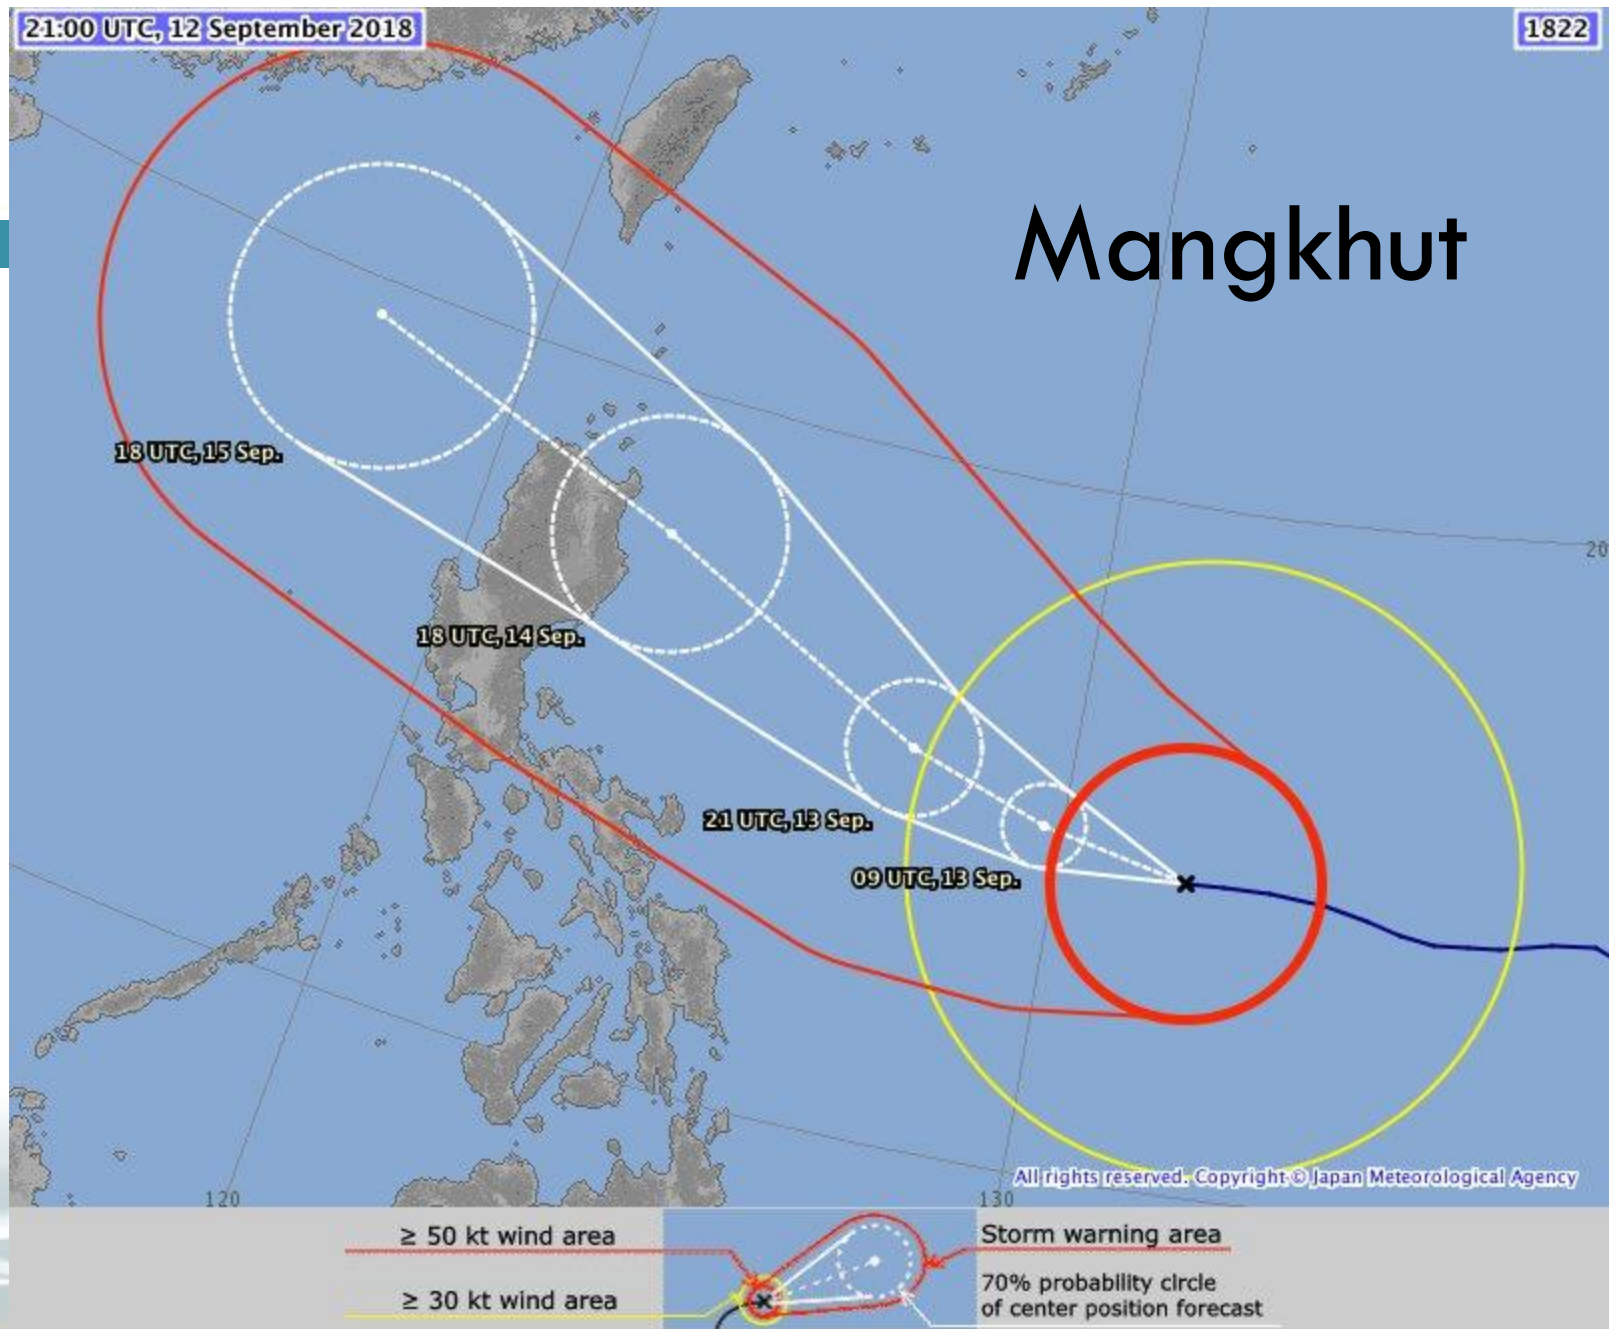 21:00 UTC, 12 September 2018
1822
Mangkhut
18 UTC, 15 Sep.
20
18 UTC, 14 Sep.
21 UTC, 13 Sep.
09 UTC, 13 Sep.
All rights reserved. Copyright © Japan Meteorological Agency
120
130
≥ 50 kt wind area
Storm warning area
≥ 30 kt wind area
70% probability circle
of center position forecast